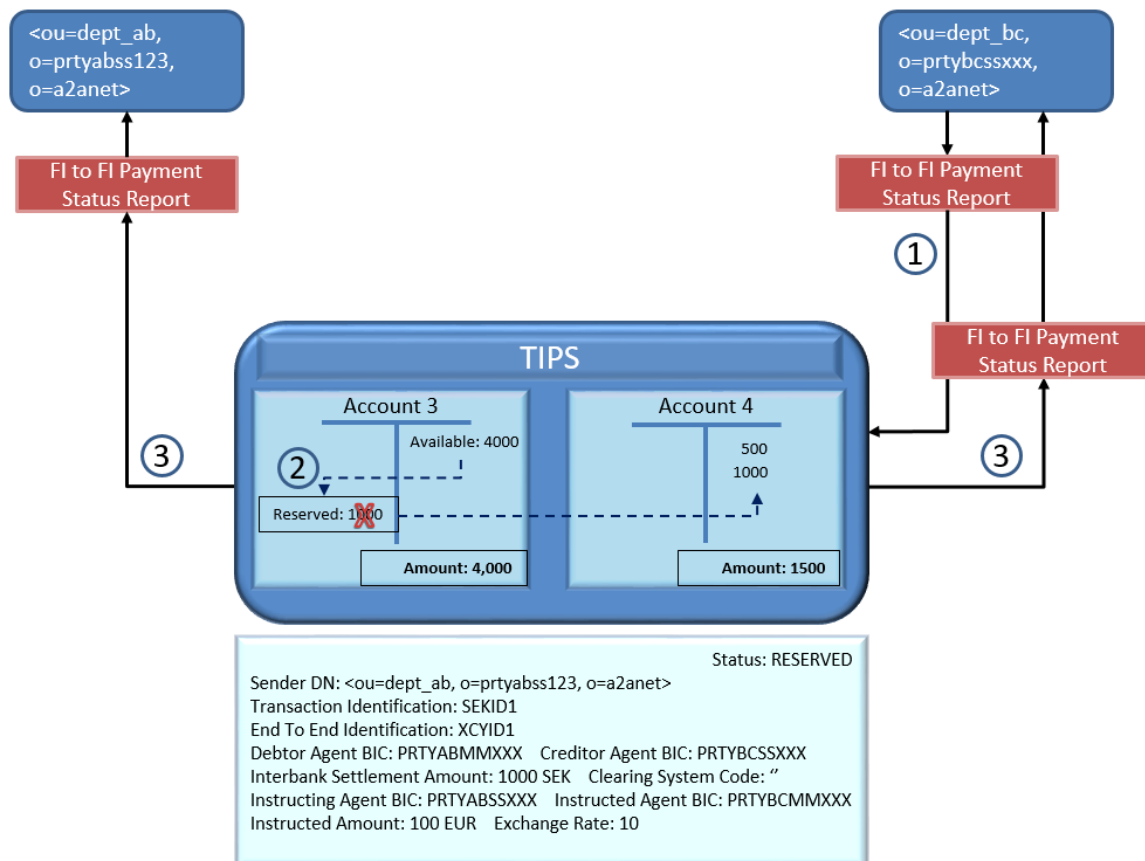 <ou=dept_ab,
o=prtyabss123,
o=a2anet>
<ou=dept_bc,
o=prtybcssxxx,
o=a2anet>
FI to FI Payment
Status Report
FI to FI Payment
Status Report
1
FI to FI Payment
Status Report
TIPS
Account 3
Available: 4000
2
Reserved: 1000
X
Amount: 4,000
Account 4
500
1000
Amount: 1500
3
3
Status: RESERVED
Sender DN: <ou=dept_ab, o=prtyabss123, o=a2anet>
Transaction Identification: SEKID1
End To End Identification: XCYID1
Debtor Agent BIC: PRTYABMMXXX Creditor Agent BIC: PRTYBCSSXXX
Interbank Settlement Amount: 1000 SEK Clearing System Code: ‘’
Instructing Agent BIC: PRTYABSSXXX Instructed Agent BIC: PRTYBCMMXXX
Instructed Amount: 100 EUR Exchange Rate: 10